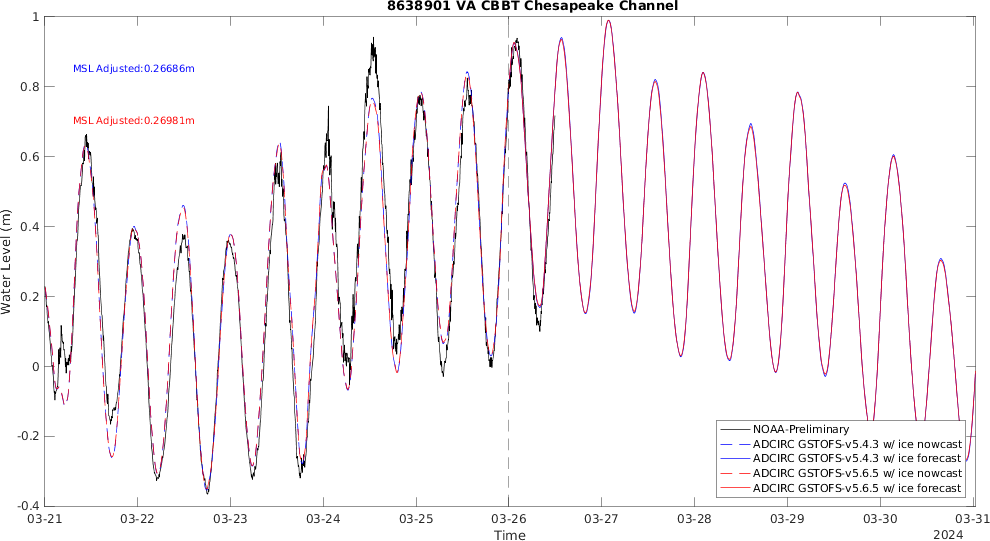 8638901 VA CBBT Chesapeake Channel
1
0.8
0.6
0.4
0.2
0
-0.2
-0.4
Water Level (m)
MSL Adjusted:0.26686m
MSL Adjusted:0.26981m
NOAA-Preliminary
ADCIRC GSTOFS-v5.4.3 w/ ice nowcast
ADCIRC GSTOFS-v5.4.3 w/ ice forecast
ADCIRC GSTOFS-v5.6.5 w/ ice nowcast
ADCIRC GSTOFS-v5.6.5 w/ ice forecast
03-21 03-22 03-23 03-24 03-25 03-26 03-27 03-28 03-29 03-30 03-31
Time
2024